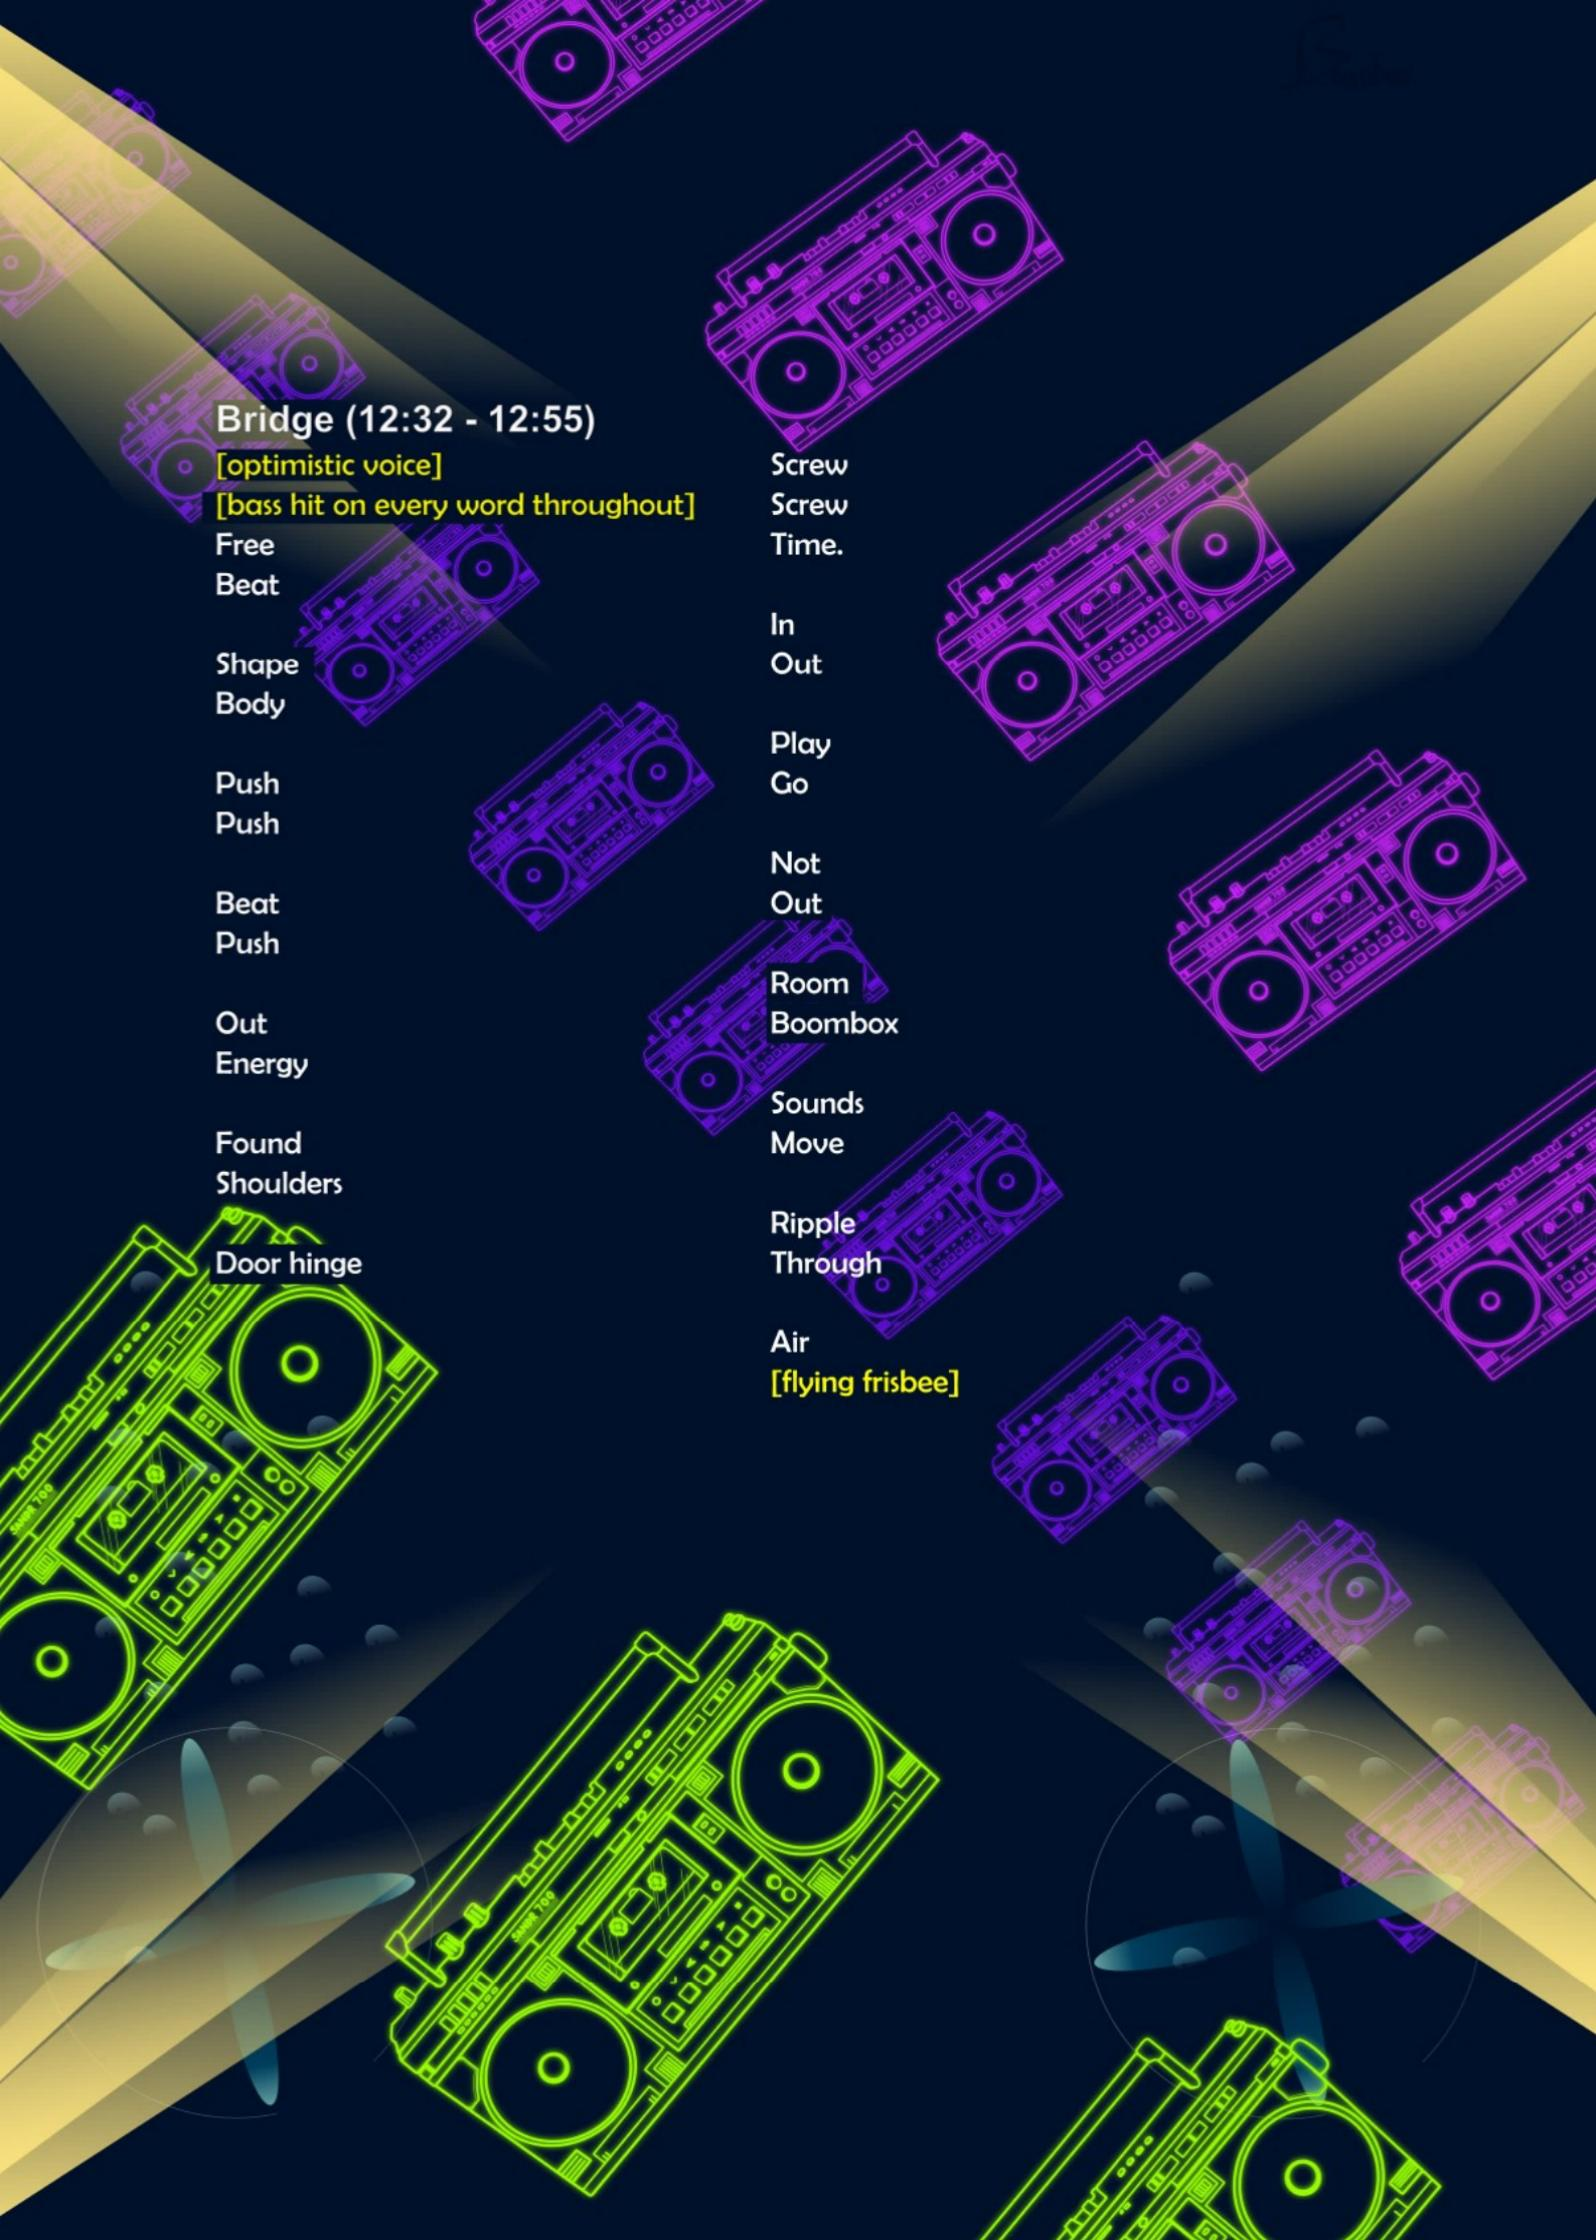 Bridge (12:32 - 12:55)
[optimistic voice]
[bass hit on every word throughout]
Free
Beat
Shape
Body
Push
Push
Beat
Push
Out
Energy
Found
Shoulders
Door hinge
Screw
Screw
Time.
In
Out
Play
Go
Not
Out
Room
Boombox
Sounds
Move
Ripple
Through
Air
[flying frisbee]